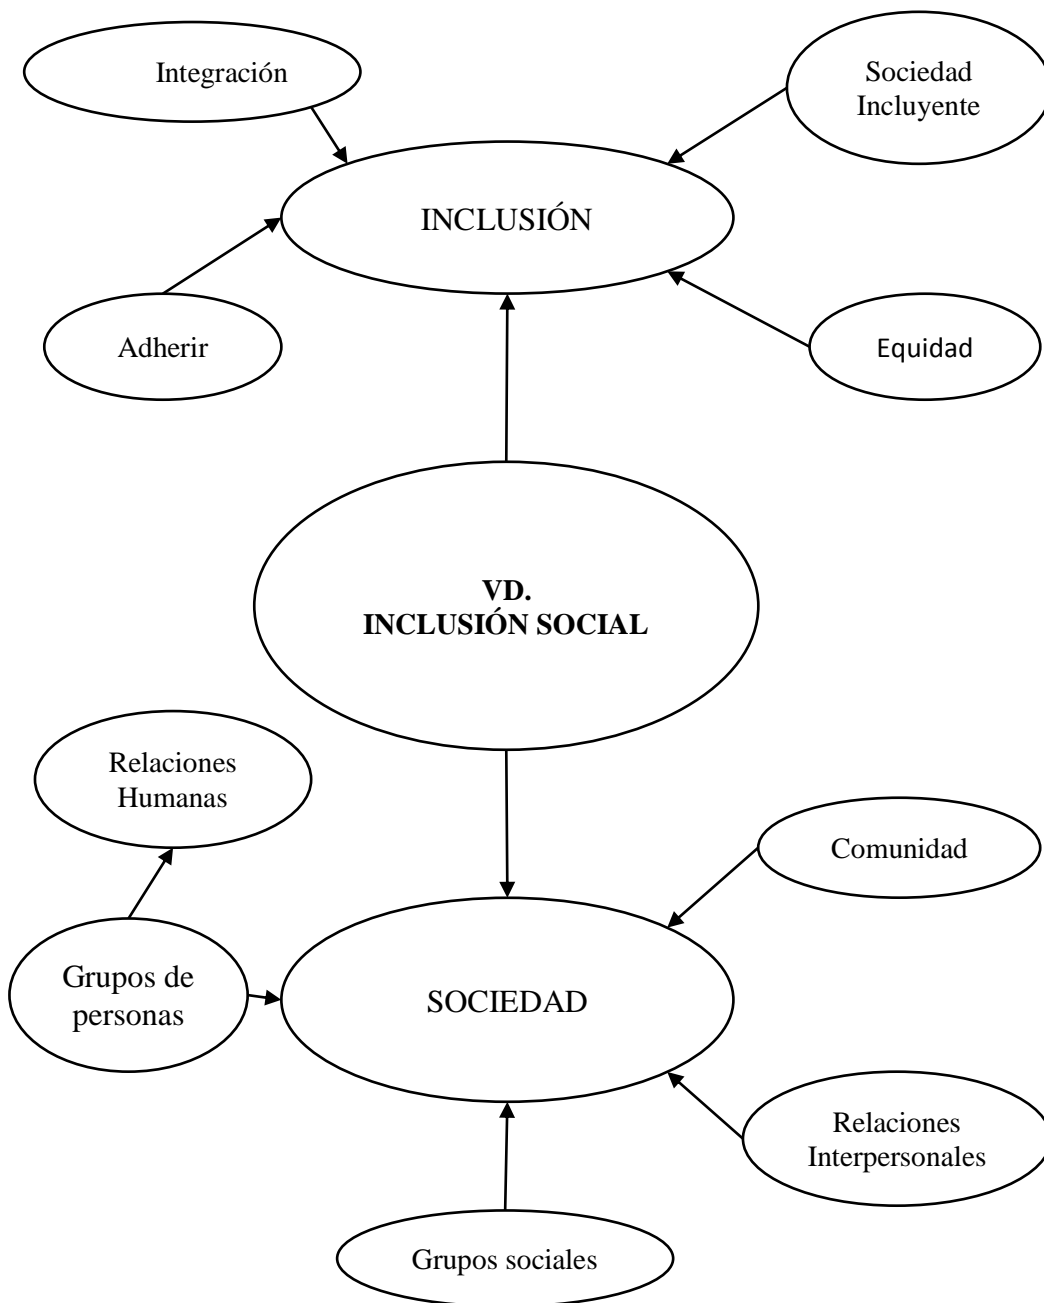 Integración
Sociedad
Incluyente
INCLUSIÓN
Adherir
Equidad
VD.
INCLUSIÓN SOCIAL
Relaciones
Humanas
Comunidad
Grupos de
personas
SOCIEDAD
Relaciones
Interpersonales
Grupos sociales